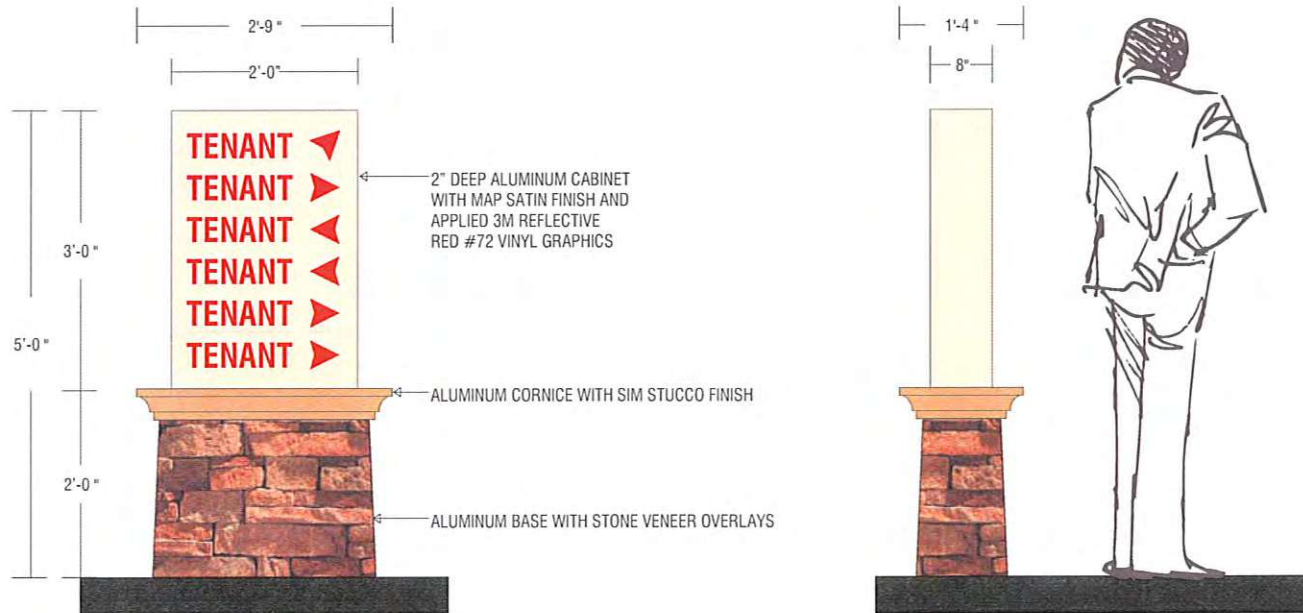 2'-9"
1'-4"
2'-0"
8"
TENANT
TENANT
TENANT
TENANT
TENANT
TENANT
2" DEEP ALUMINUM CABINET
WITH MAP SATIN FINISH AND
APPLIED 3M REFLECTIVE
RED #72 VINYL GRAPHICS
3'-0"
5'-0"
ALUMINUM CORNICE WITH SIM STUCCO FINISH
2'-0"
ALUMINUM BASE WITH STONE VENEER OVERLAYS